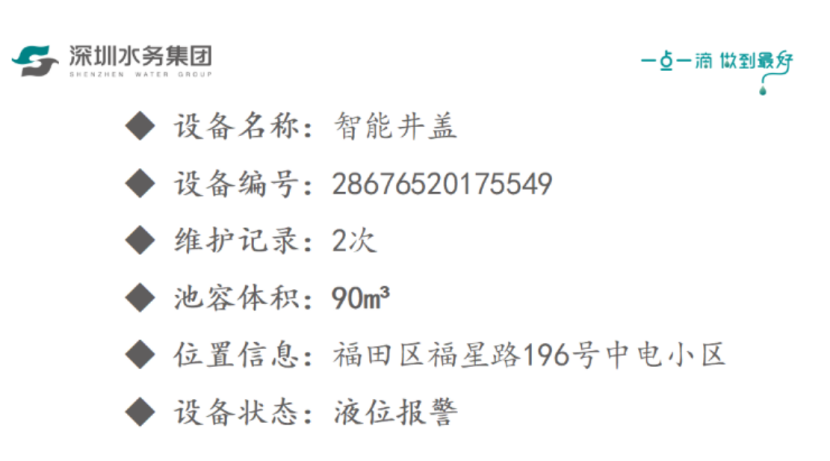 深圳水务集团
SHENZHEN WATER GROUP
一点一滴 做到最好
◆ 设备名称：智能井盖
◆ 设备编号：28676520175549
◆ 维护记录：2次
◆ 池容体积：90m³
◆ 位置信息：福田区福星路196号中电小区
◆ 设备状态：液位报警